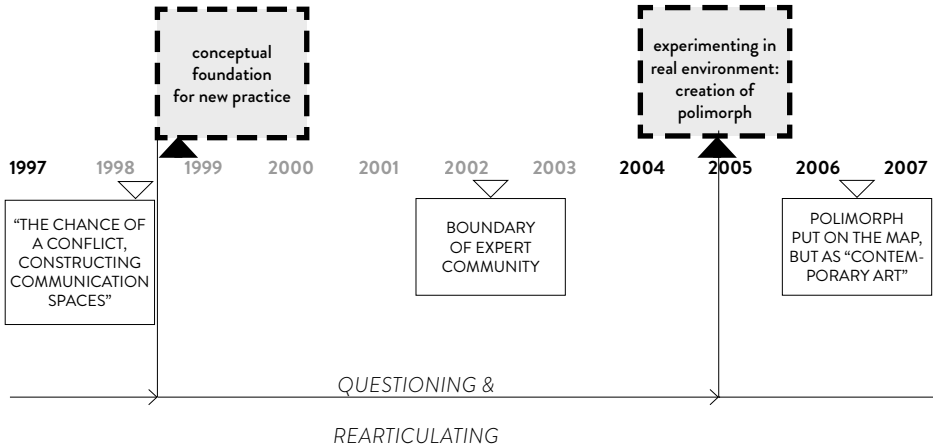 conceptual
foundation
for new practice
experimenting in
real environment:
creation of
polimorph
1997 1998 1999 2000 2001 2002 2003 2004 2005 2006 2007
“THE CHANCE OF
A CONFLICT,
CONSTRUCTING
COMMUNICATION
SPACES”
BOUNDARY
OF EXPERT
COMMUNITY
POLIMORPH
PUT ON THE MAP,
BUT AS “CONTEM-
PORARY ART”
QUESTIONING &
REARTICULATING